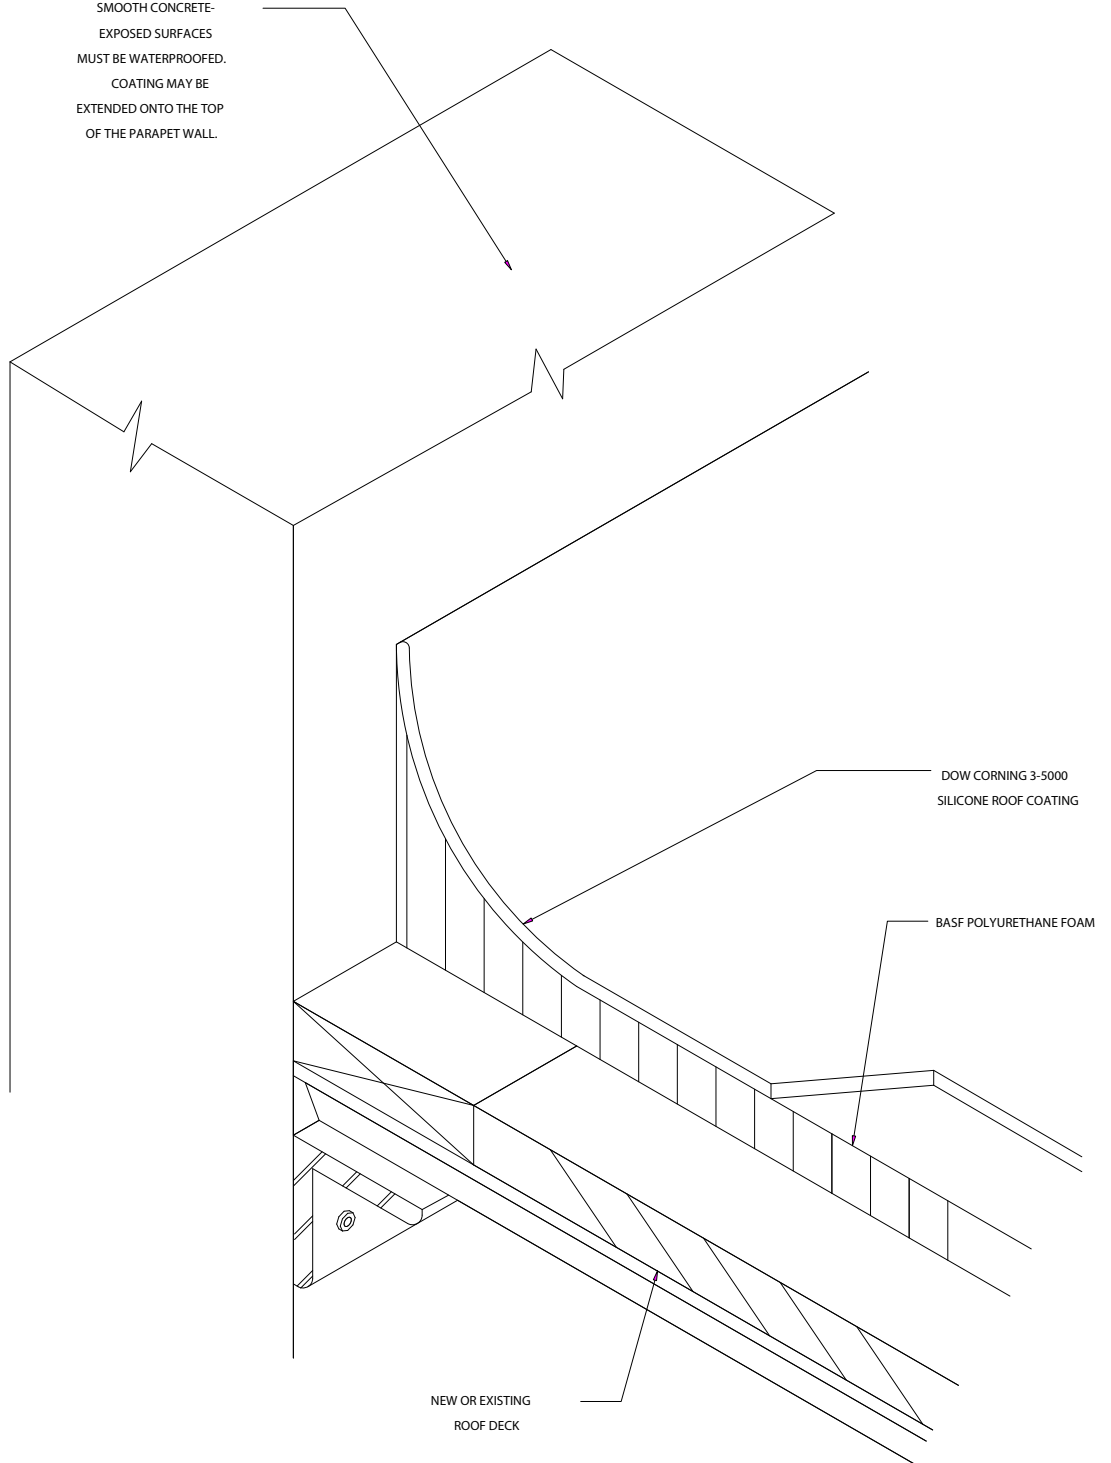 SMOOTH CONCRETE-
EXPOSED SURFACES
MUST BE WATERPROOFED.
COATING MAY BE
EXTENDED ONTO THE TOP
OF THE PARAPET WALL.
DOW CORNING 3-5000
SILICONE ROOF COATING
BASF POLYURETHANE FOAM
NEW OR EXISTING
ROOF DECK